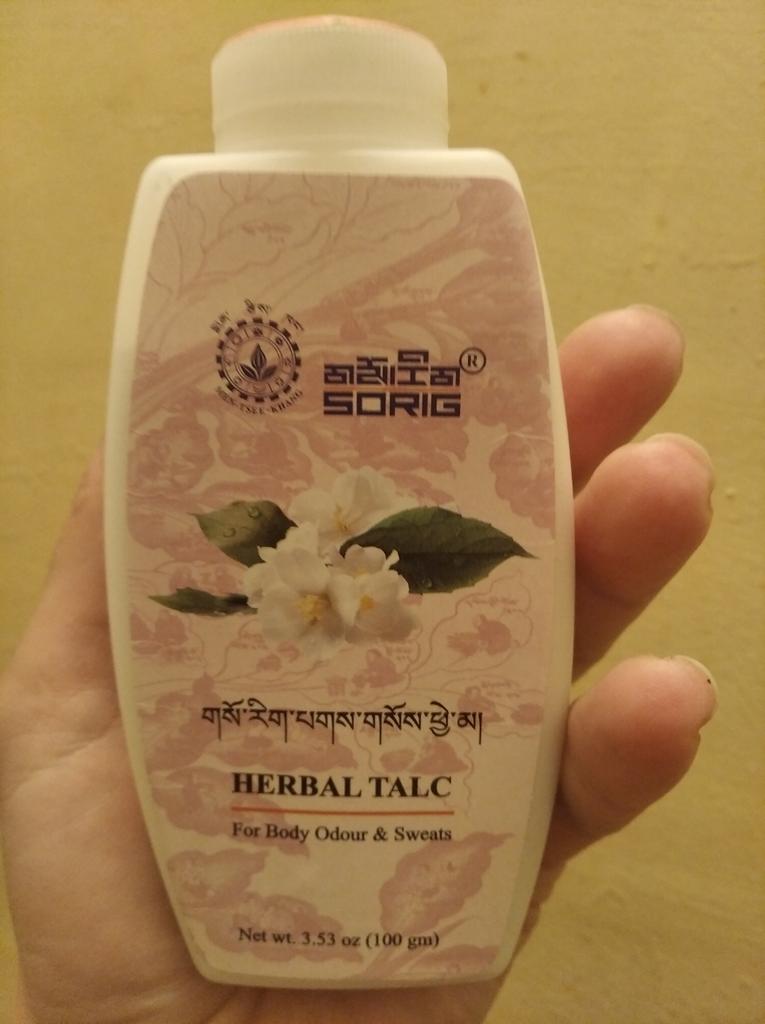 MEN-TSEE-KHANG
SORIG®
གསོ་རིག་པགས་གསོས་ཕྱེ་མ།
HERBAL TALC
For Body Odour & Sweats
Net wt. 3.53 oz (100 gm)